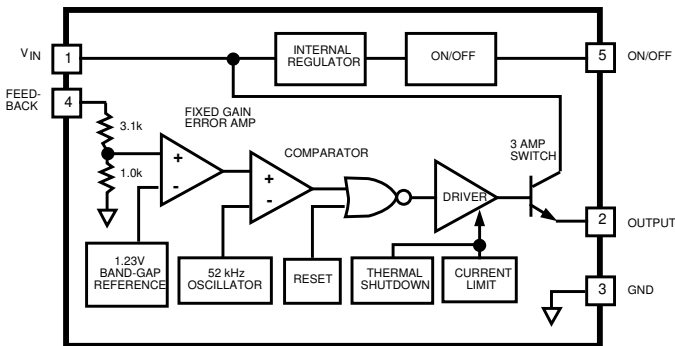 V IN
1
INTERNAL
REGULATOR
ON/OFF
5
ON/OFF
FEED-
BACK
4
3.1k
1.0k
FIXED GAIN
ERROR AMP
+
-
COMPARATOR
+
-
DRIVER
3 AMP
SWITCH
2
OUTPUT
1.23V
BAND-GAP
REFERENCE
52 kHz
OSCILLATOR
RESET
THERMAL
SHUTDOWN
CURRENT
LIMIT
3
GND